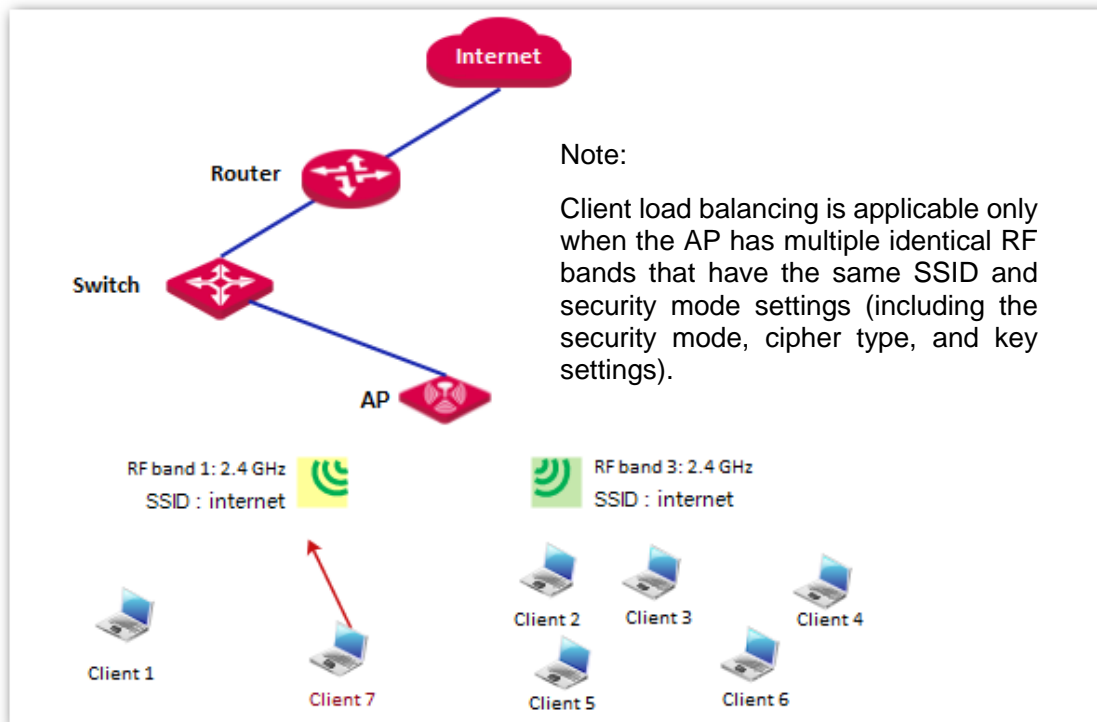 Internet
Router
Note:
Client load balancing is applicable only
when the AP has multiple identical RF
bands that have the same SSID and
security mode settings (including the
security mode, cipher type, and key
settings).
Switch
AP
RF band 1: 2.4 GHz
SSID : internet
RF band 3: 2.4 GHz
SSID : internet
Client 1
Client 7
Client 2
Client 3
Client 4
Client 5
Client 6